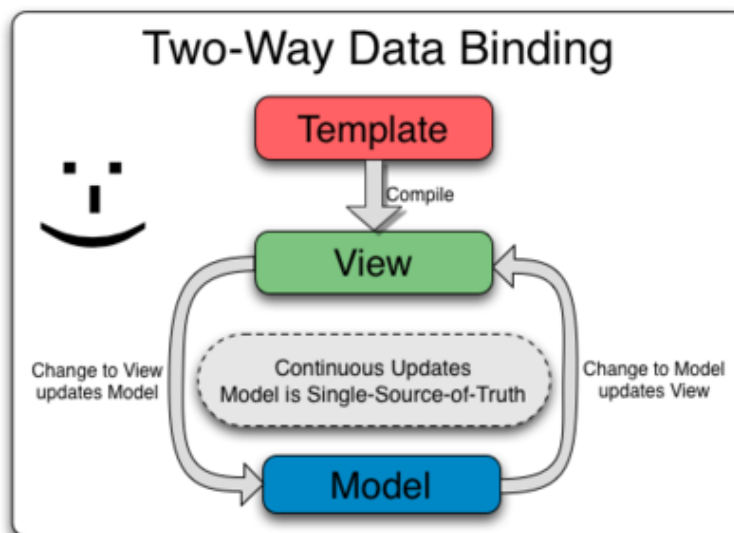 Two-Way Data Binding
Template
Compile
View
Change to View
updates Model
Continuous Updates
Model is Single-Source-of-Truth
Change to Model
updates View
Model